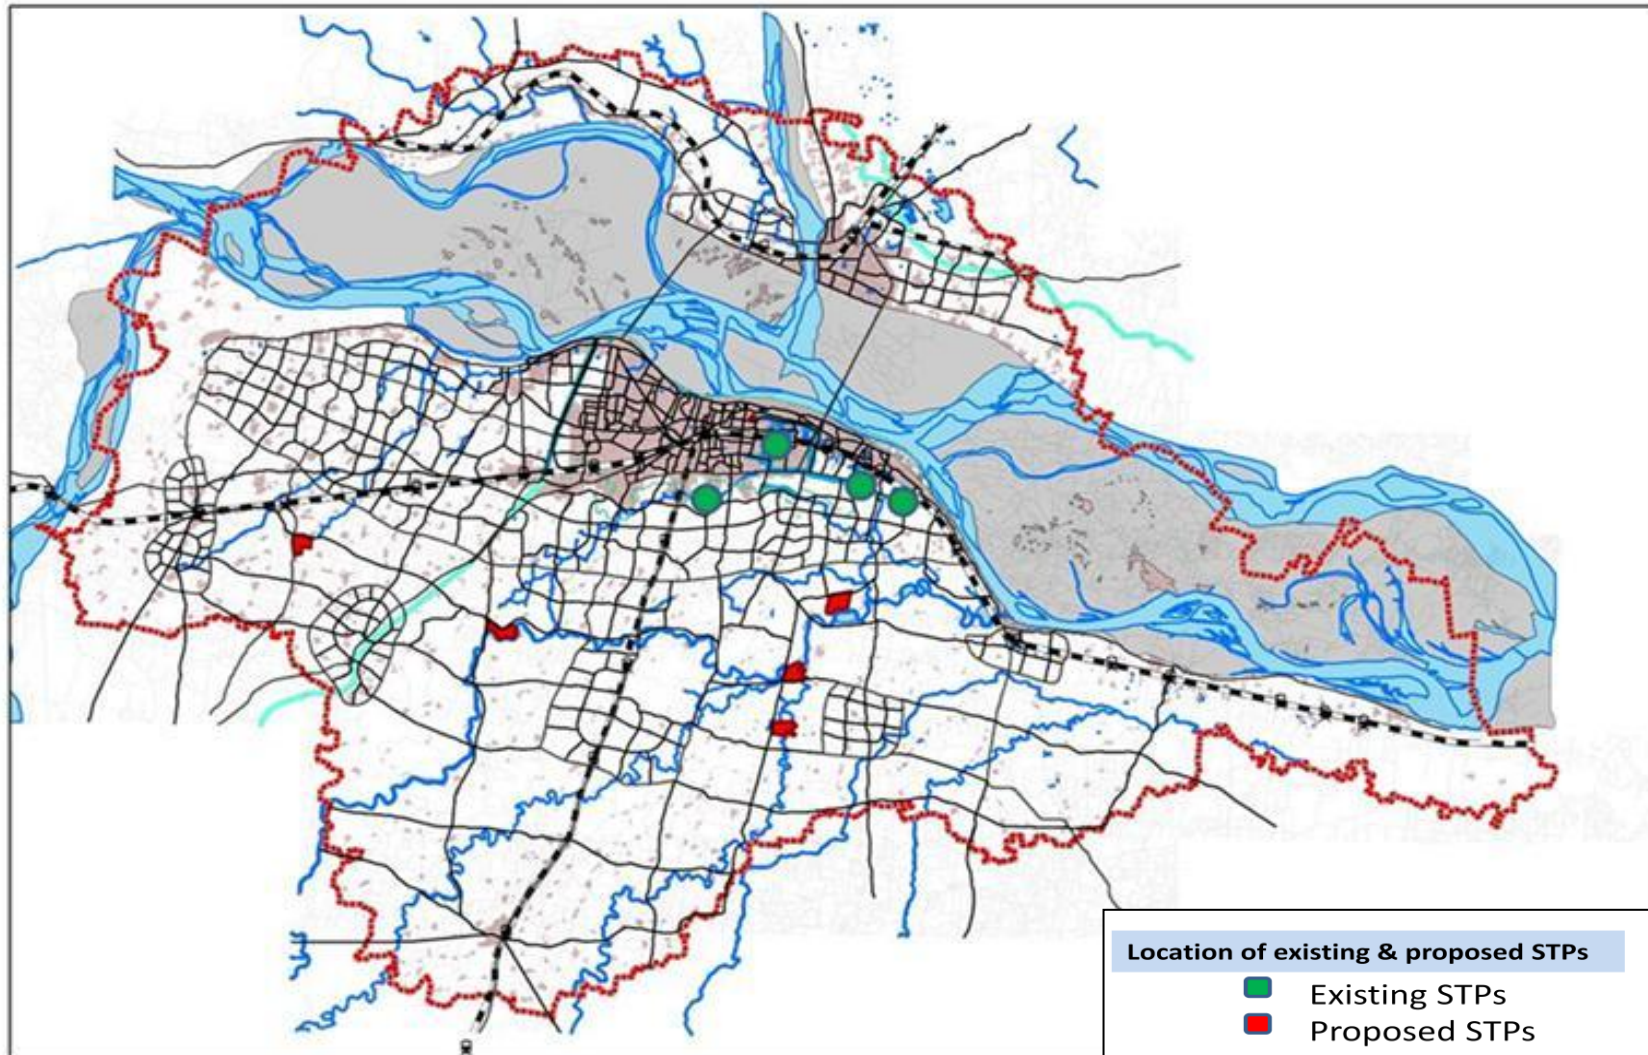 Location of existing & proposed STPs
Existing STPs
Proposed STPs